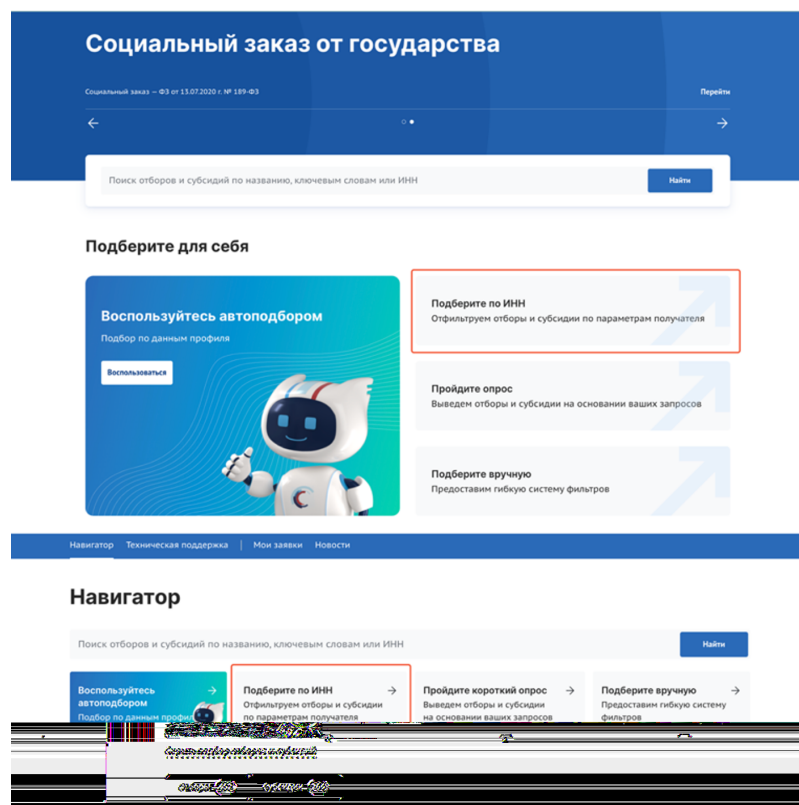 Социальный заказ от государства
Социальный заказ – ФЗ от 13.07.2020 г. № 189-ФЗ
Перейти
Поиск отборов и субсидий по названию, ключевым словам или ИНН
Найти
Подберите для себя
Воспользуйтесь автоподбором
Подбор по данным профиля
Воспользоваться
Подберите по ИНН
Отфильтруем отборы и субсидии по параметрам получателя
Пройдите опрос
Выведем отборы и субсидии на основании ваших запросов
Подберите вручную
Предоставим гибкую систему фильтров
Навигатор Техническая поддержка | Мои заявки Новости
Навигатор
Поиск отборов и субсидий по названию, ключевым словам или ИНН
Найти
Воспользуйтесь
автоподбором
Подбор по данным профиля
Подберите по ИНН
Отфильтруем отборы и субсидии
по параметрам получателя
Пройдите короткий опрос
Выведем отборы и субсидии
на основании ваших запросов
Подберите вручную
Предоставим гибкую систему
фильтров